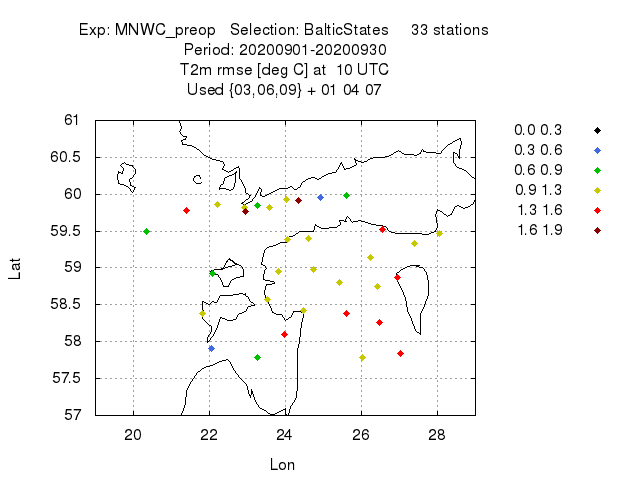 Exp: MNWC_preop Selection: BalticStates 33 stations
Period: 20200901-20200930
T2m rmse [deg C] at 10 UTC
Used {03,06,09} + 01 04 07
61
60.5
60
59.5
59
58.5
58
57.5
57
Lat
20 22 24 26 28
Lon
0.0 0.3
0.3 0.6
0.6 0.9
0.9 1.3
1.3 1.6
1.6 1.9